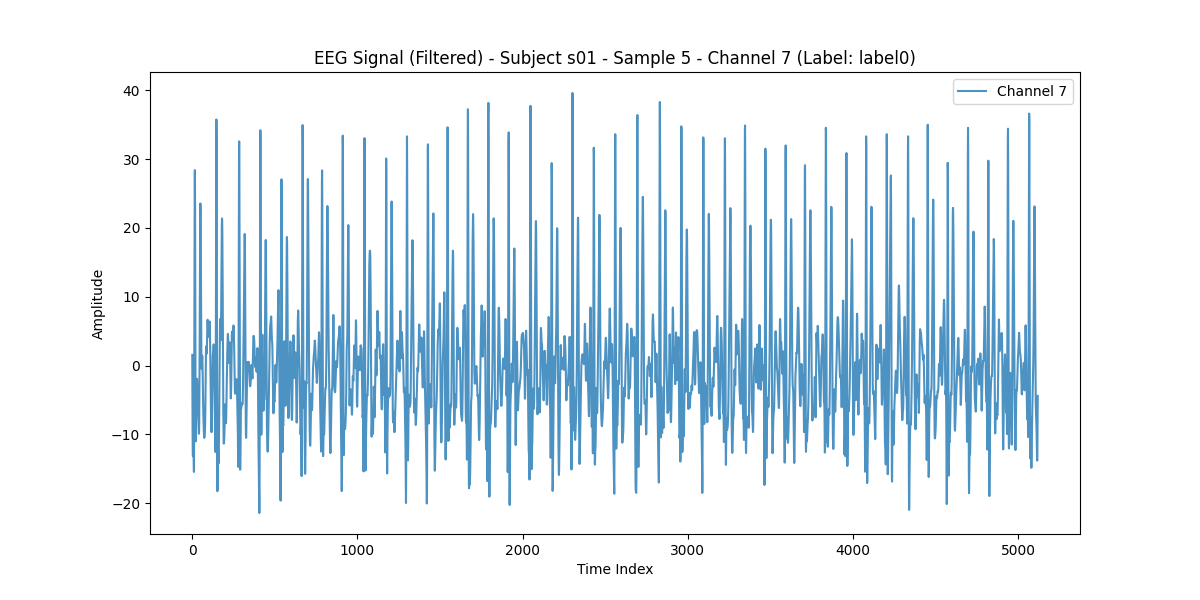 EEG Signal (Filtered) - Subject s01 - Sample 5 - Channel 7 (Label: label0)
Channel 7
40
30
20
10
0
−10
−20
Amplitude
0 1000 2000 3000 4000 5000
Time Index